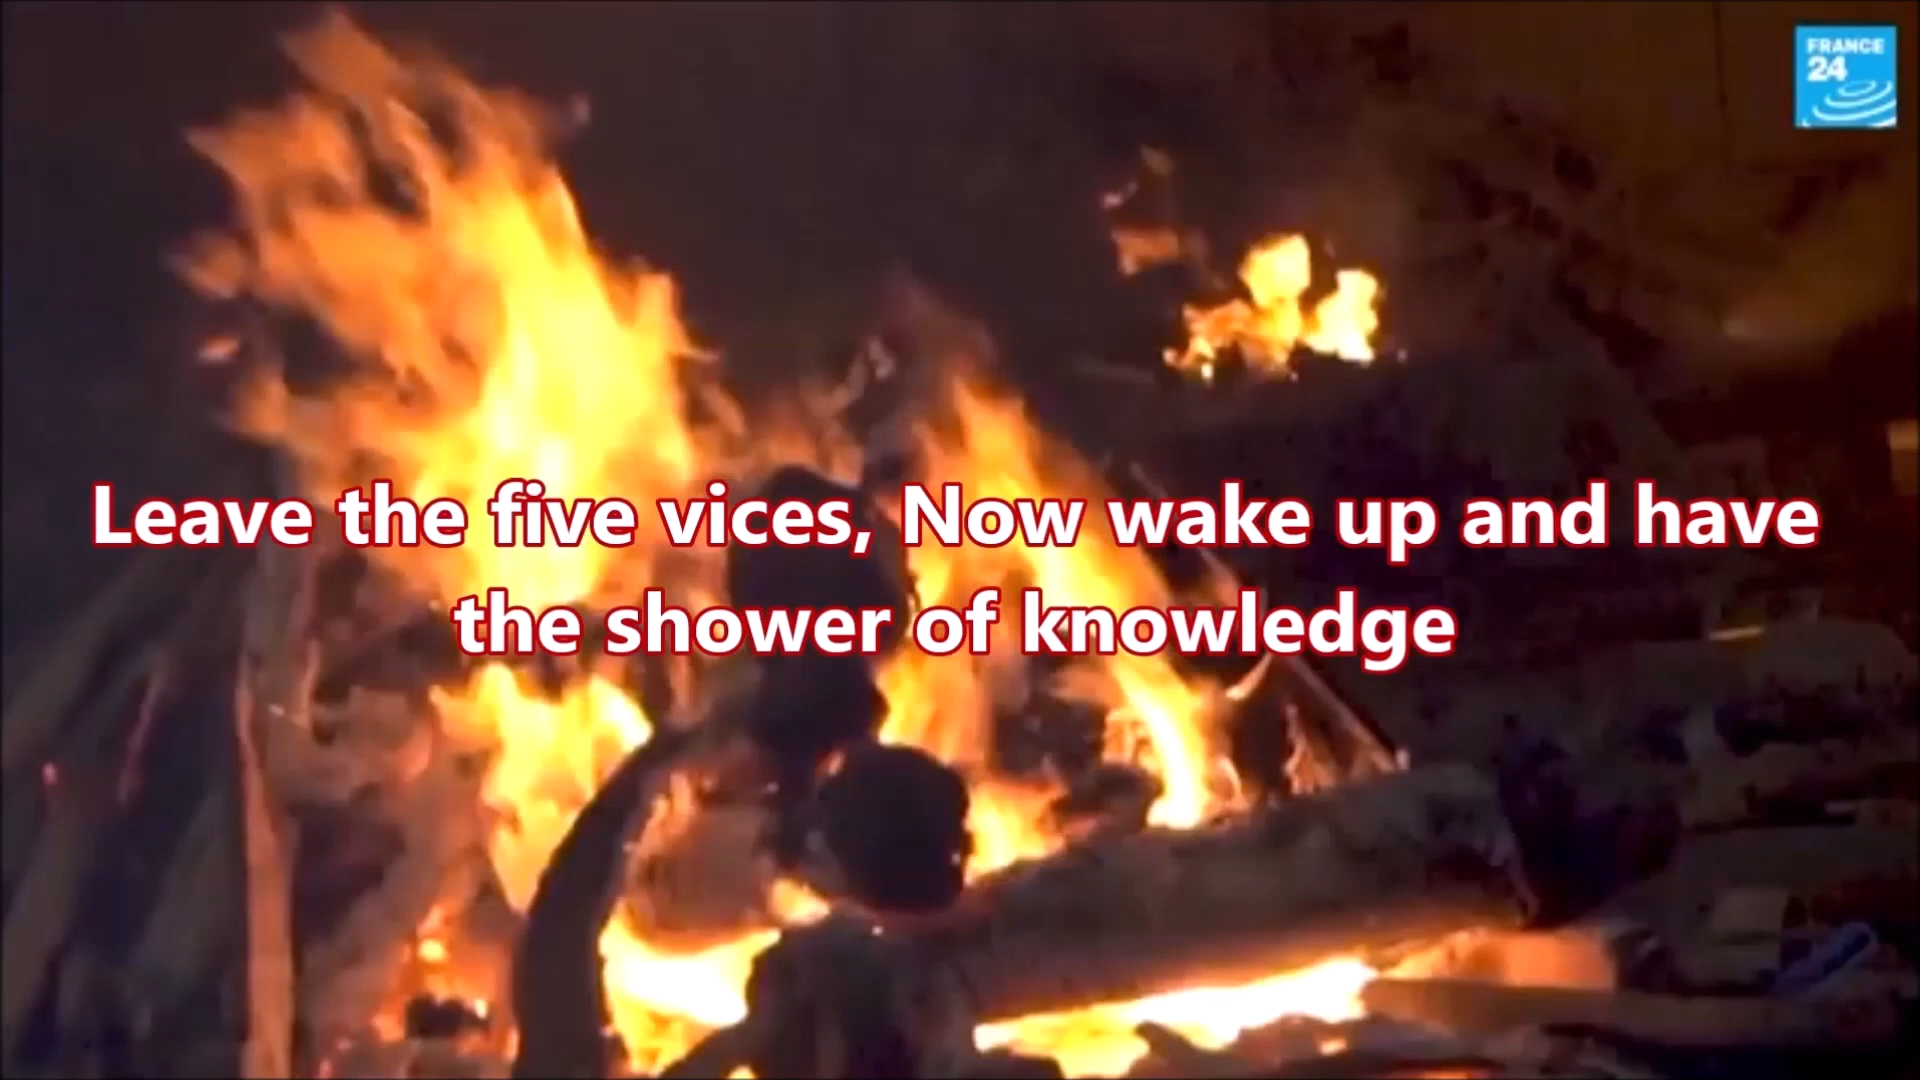 FRANCE
24
Leave the five vices, Now wake up and have
the shower of knowledge